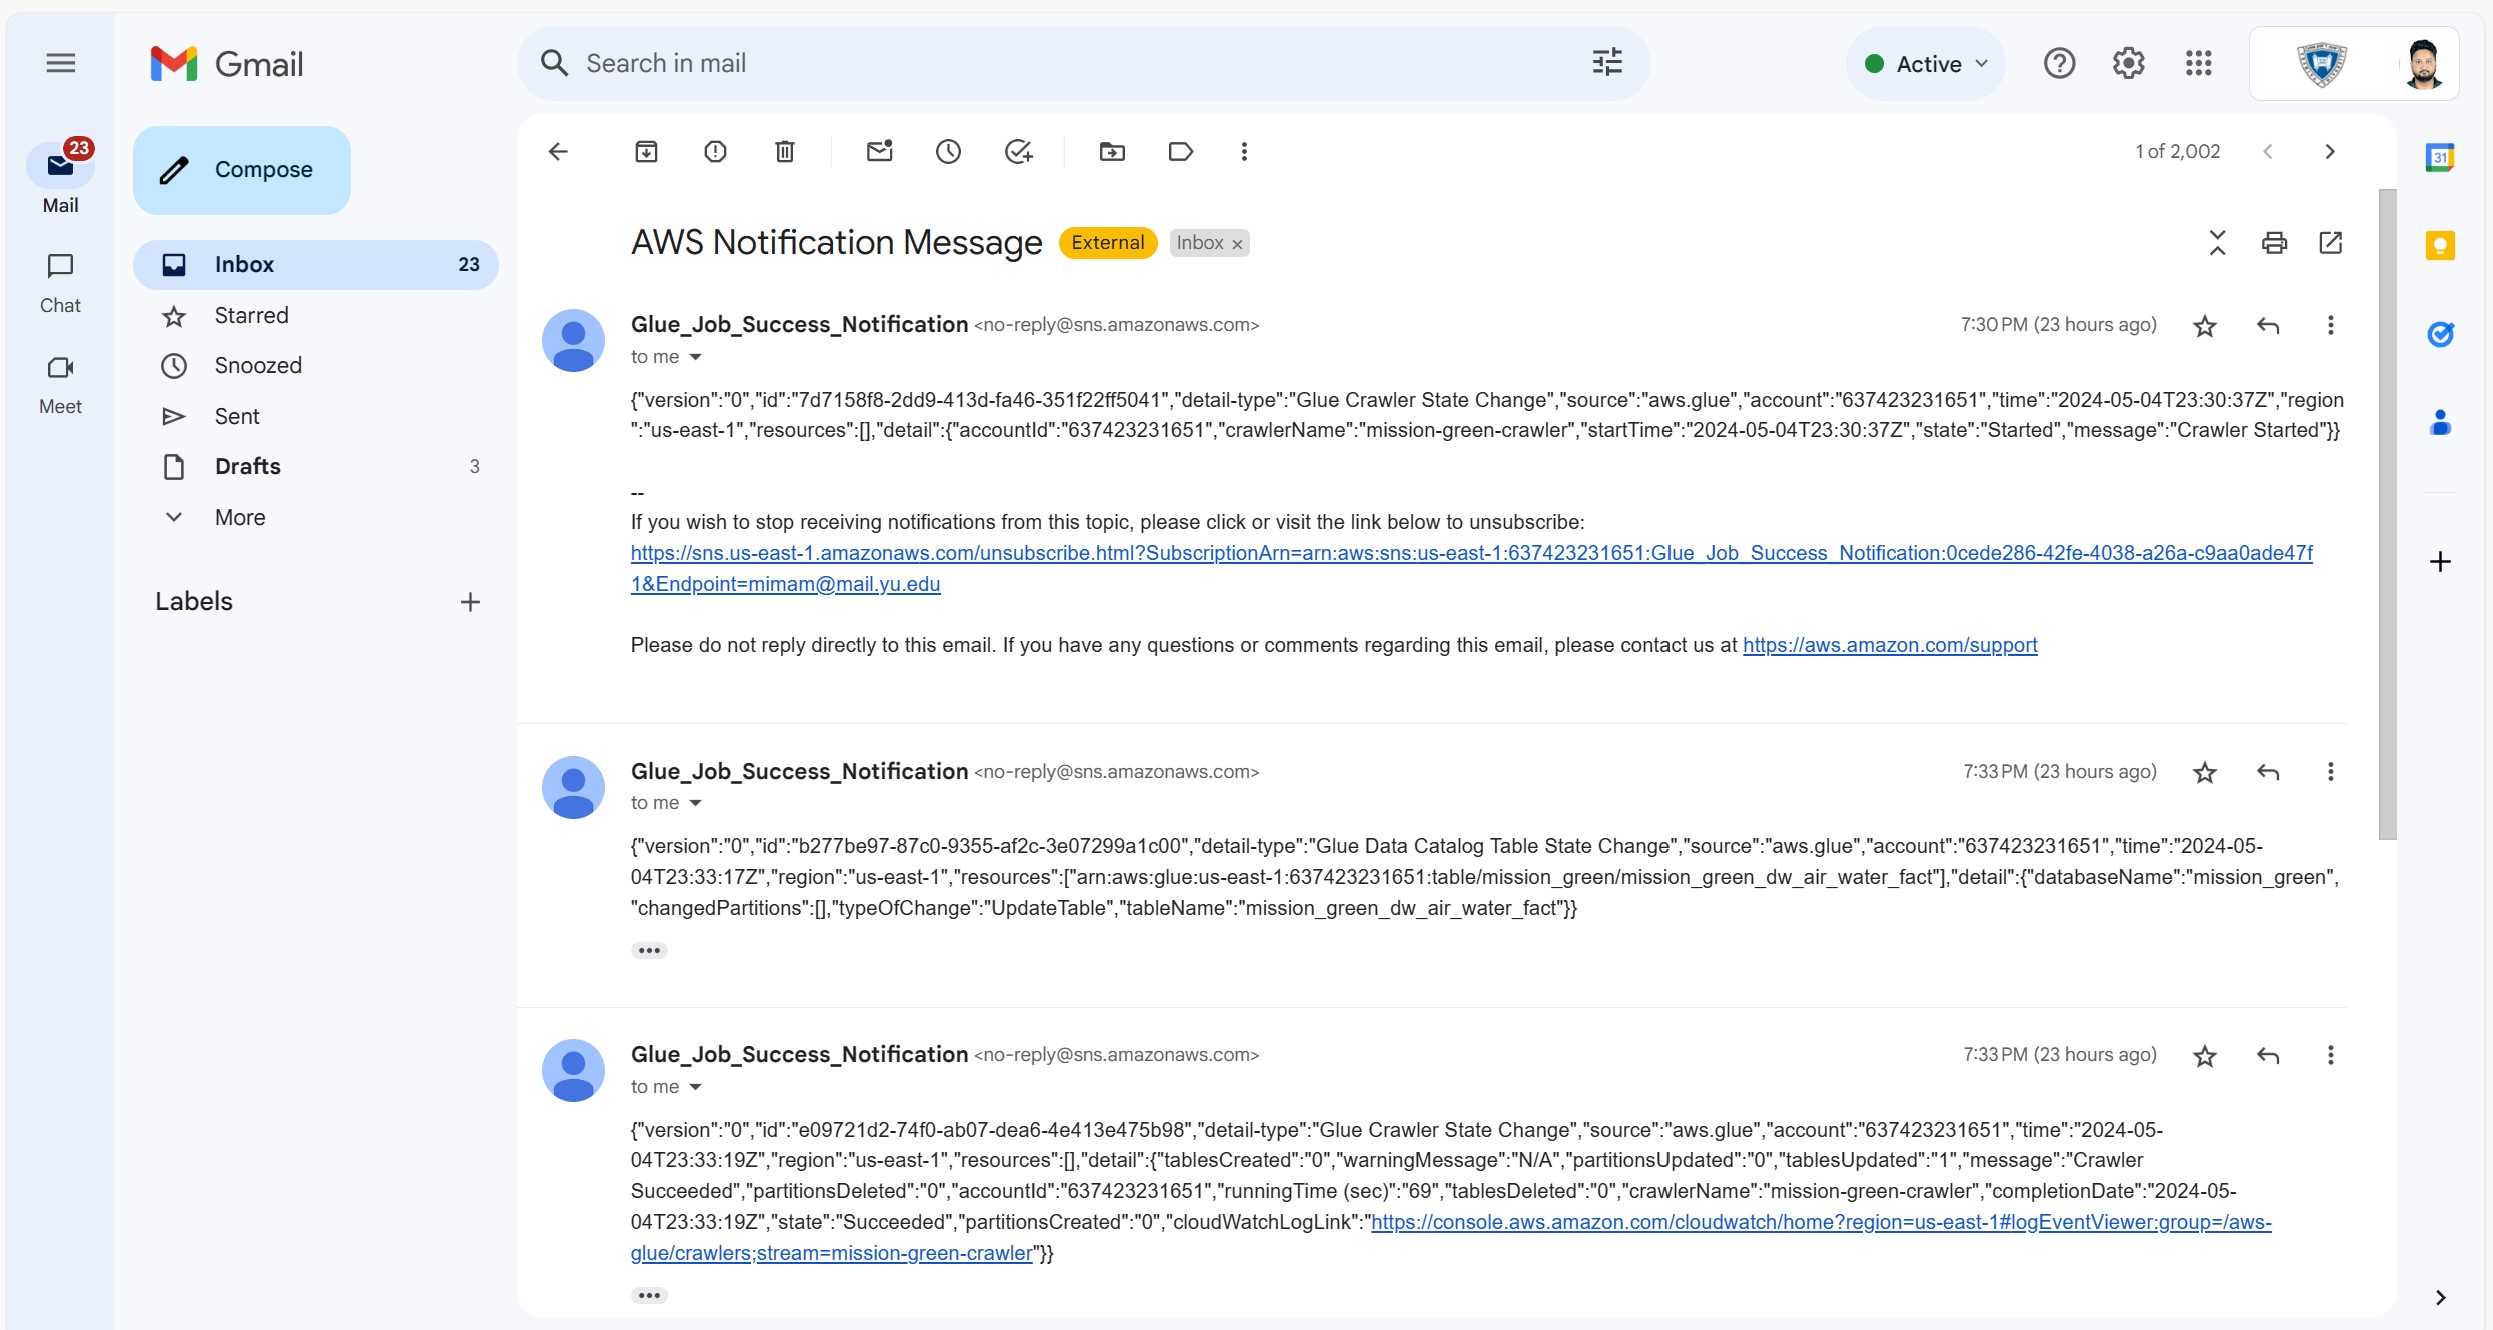 Gmail
Search in mail
Active
23
Mail
Chat
Meet
Compose
Inbox 23
Starred
Snoozed
Sent
Drafts 3
More
Labels
1 of 2,002
31
AWS Notification Message External Inbox ×
Glue_Job_Success_Notification <no-reply@sns.amazonaws.com> 7:30 PM (23 hours ago)
to me
{"version":"0","id":"7d7158f8-2dd9-413d-fa46-351f22ff5041","detail-type":"Glue Crawler State Change","source":"aws.glue","account":"637423231651","time":"2024-05-04T23:30:37Z","region
":"us-east-1","resources":[],"detail":{"accountId":"637423231651","crawlerName":"mission-green-crawler","startTime":"2024-05-04T23:30:37Z","state":"Started","message":"Crawler Started"}}
--
If you wish to stop receiving notifications from this topic, please click or visit the link below to unsubscribe:
https://sns.us-east-1.amazonaws.com/unsubscribe.html?SubscriptionArn=arn:aws:sns:us-east-1:637423231651:Glue_Job_Success_Notification:0cede286-42fe-4038-a26a-c9aa0ade47f
1&Endpoint=mimam@mail.yu.edu
Please do not reply directly to this email. If you have any questions or comments regarding this email, please contact us at https://aws.amazon.com/support
Glue_Job_Success_Notification <no-reply@sns.amazonaws.com> 7:33 PM (23 hours ago)
to me
{"version":"0","id":"b277be97-87c0-9355-af2c-3e07299a1c00","detail-type":"Glue Data Catalog Table State Change","source":"aws.glue","account":"637423231651","time":"2024-05-
04T23:33:17Z","region":"us-east-1","resources":["arn:aws:glue:us-east-1:637423231651:table/mission_green/mission_green_dw_air_water_fact"],"detail":{"databaseName":"mission_green",
"changedPartitions":[],"typeOfChange":"UpdateTable","tableName":"mission_green_dw_air_water_fact"}}
Glue_Job_Success_Notification <no-reply@sns.amazonaws.com> 7:33 PM (23 hours ago)
to me
{"version":"0","id":"e09721d2-74f0-ab07-dea6-4e413e475b98","detail-type":"Glue Crawler State Change","source":"aws.glue","account":"637423231651","time":"2024-05-
04T23:33:19Z","region":"us-east-1","resources":[],"detail":{"tablesCreated":"0","warningMessage":"N/A","partitionsUpdated":"0","tablesUpdated":"1","message":"Crawler
Succeeded","partitionsDeleted":"0","accountId":"637423231651","runningTime (sec)":"69","tablesDeleted":"0","crawlerName":"mission-green-crawler","completionDate":"2024-05-
04T23:33:19Z","state":"Succeeded","partitionsCreated":"0","cloudWatchLogLink":"https://console.aws.amazon.com/cloudwatch/home?region=us-east-1#logEventViewer:group=/aws-
glue/crawlers;stream=mission-green-crawler"}}